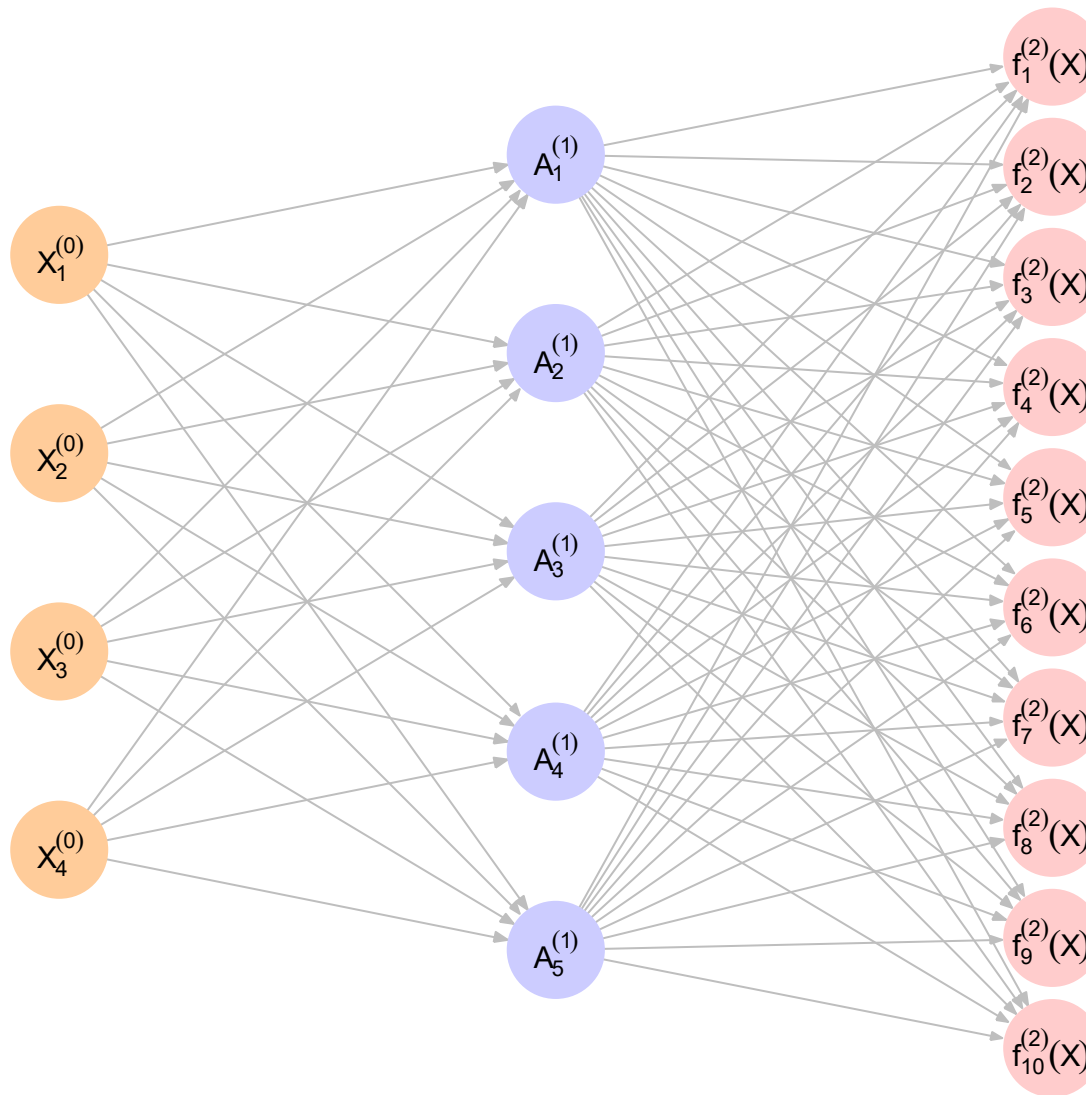 X₁⁽⁰⁾
X₂⁽⁰⁾
X₃⁽⁰⁾
X₄⁽⁰⁾
A₁⁽¹⁾
A₂⁽¹⁾
A₃⁽¹⁾
A₄⁽¹⁾
A₅⁽¹⁾
f₁⁽²⁾(X)
f₂⁽²⁾(X)
f₃⁽²⁾(X)
f₄⁽²⁾(X)
f₅⁽²⁾(X)
f₆⁽²⁾(X)
f₇⁽²⁾(X)
f₈⁽²⁾(X)
f₉⁽²⁾(X)
f₁₀⁽²⁾(X)